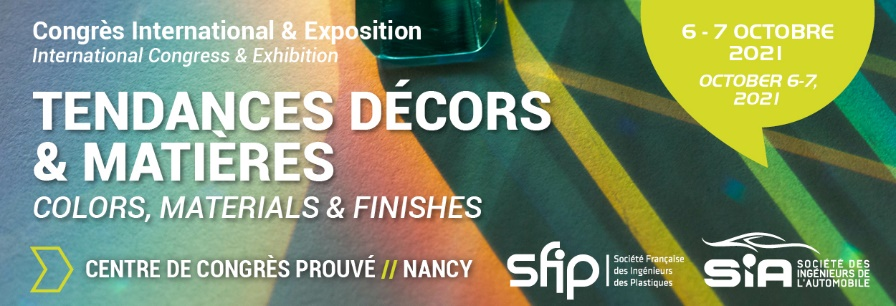 Congrès International & Exposition
International Congress & Exhibition
TENDANCES DÉCORS
& MATIÈRES
COLORS, MATERIALS & FINISHES
CENTRE DE CONGRÈS PROUVÉ // NANCY
6 - 7 OCTOBRE
2021
OCTOBER 6-7,
2021
sfip
Société Française
des Ingénieurs
des Plastiques
SIA
SOCIÉTÉ DES
INGÉNIEURS DE
L'AUTOMOBILE